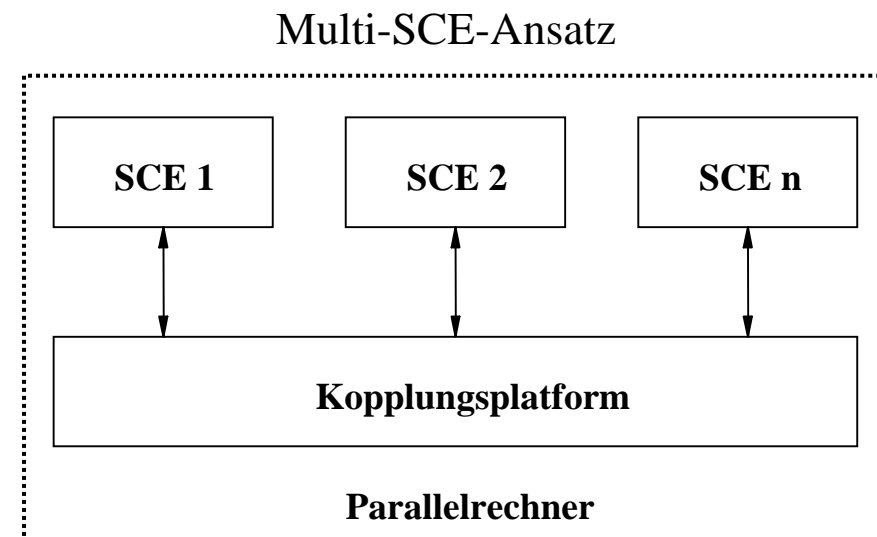 Multi-SCE-Ansatz
SCE 1 SCE 2 SCE n
Kopplungsplatform
Parallelrechner